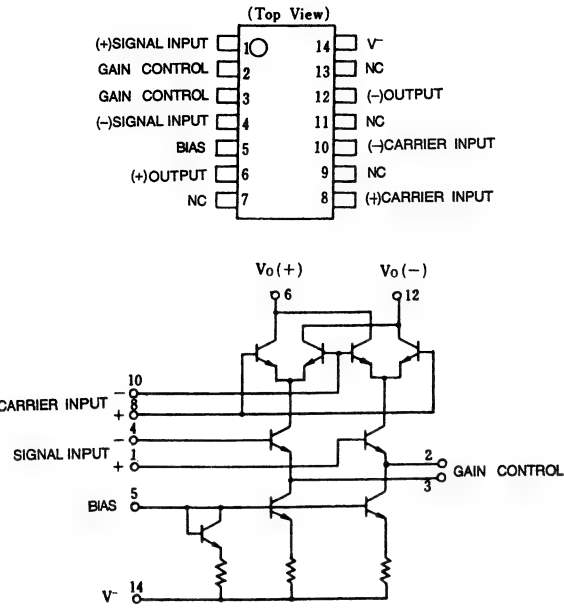 (Top View)
(+)SIGNAL INPUT 1 14 V⁻
GAIN CONTROL 2 13 NC
GAIN CONTROL 3 12 (-)OUTPUT
(-)SIGNAL INPUT 4 11 NC
BIAS 5 10 (-)CARRIER INPUT
(+)OUTPUT 6 9 NC
NC 7 8 (+)CARRIER INPUT
Vo(+) Vo(-)
6 12
10
CARRIER INPUT - 8
+
4
-
SIGNAL INPUT 1
+
2
GAIN CONTROL
3
5
BIAS
14
V⁻